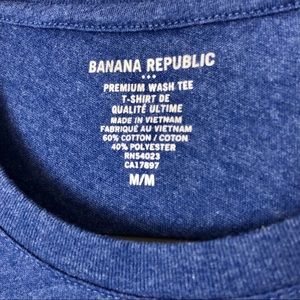 BANANA REPUBLIC
PREMIUM WASH TEE
T-SHIRT DE
QUALITÉ ULTIME
MADE IN VIETNAM
FABRIQUÉ AU VIETNAM
60% COTTON / COTON
40% POLYESTER
RN54023
CA17897
M/M